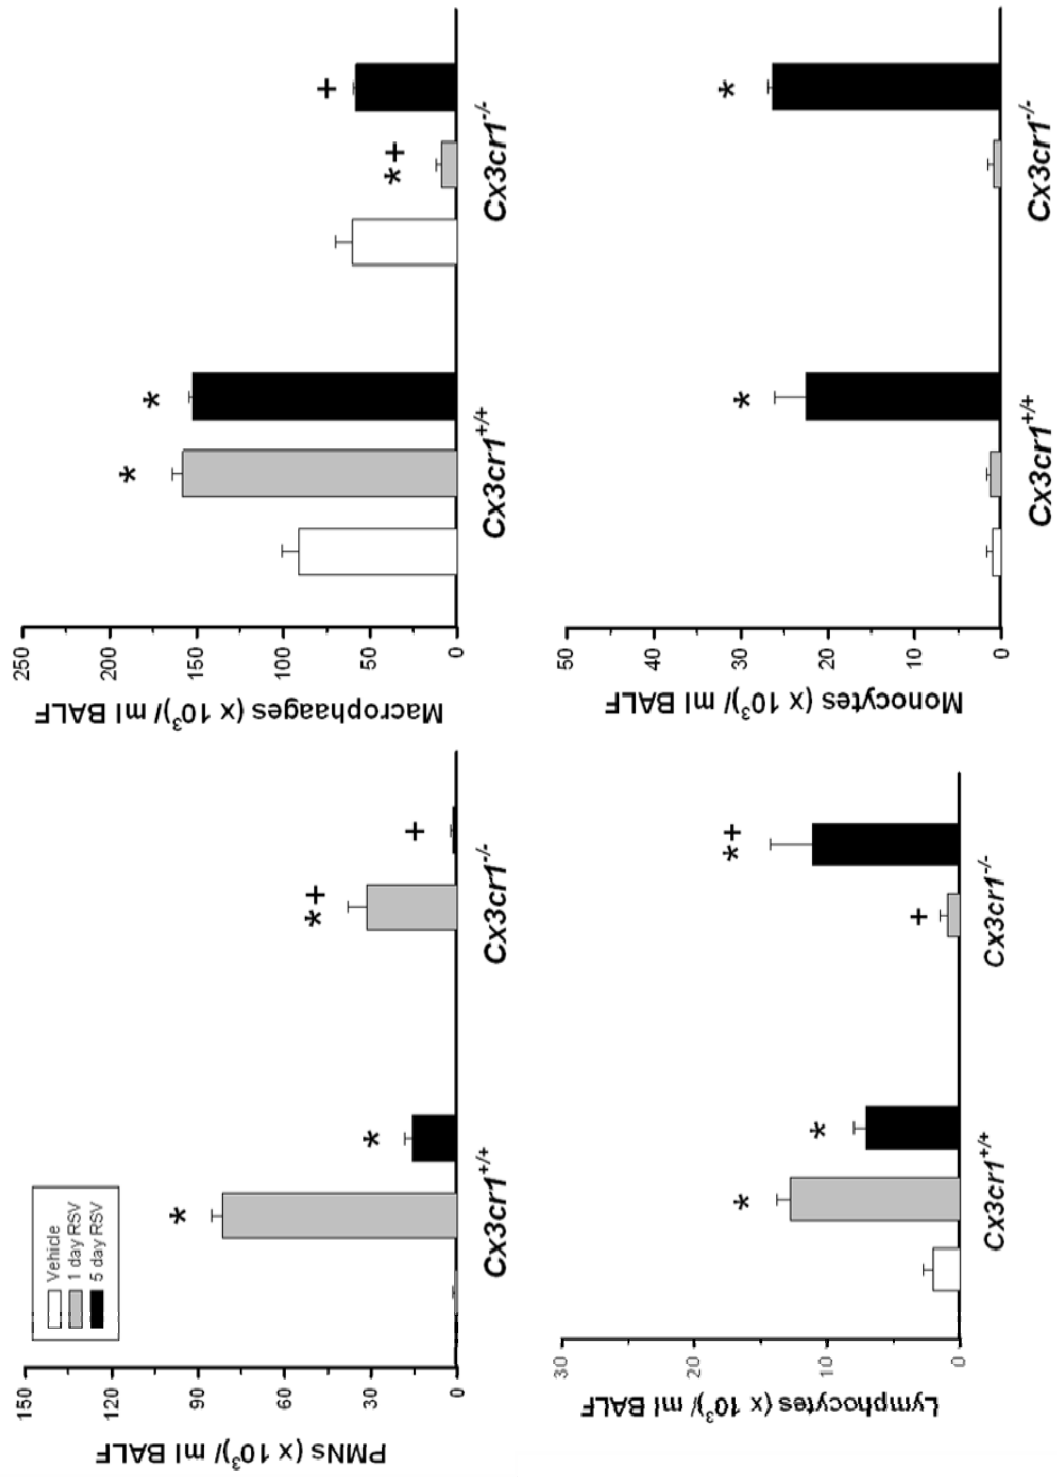 PMNs (x 10³)/ ml BALF
150
120
90
60
30
0
Vehicle
1 day RSV
5 day RSV
*
*
*+
+
Cx3cr1+/+
Cx3cr1-/-
Macrophaages (x 10³)/ ml BALF
250
200
150
100
50
0
*
*
*+
+
Cx3cr1+/+
Cx3cr1-/-
Lymphocytes (x 10³)/ ml BALF
30
20
10
0
*
*
+
*+
Cx3cr1+/+
Cx3cr1-/-
Monocytes (x 10³)/ ml BALF
50
40
30
20
10
0
*
*
Cx3cr1+/+
Cx3cr1-/-